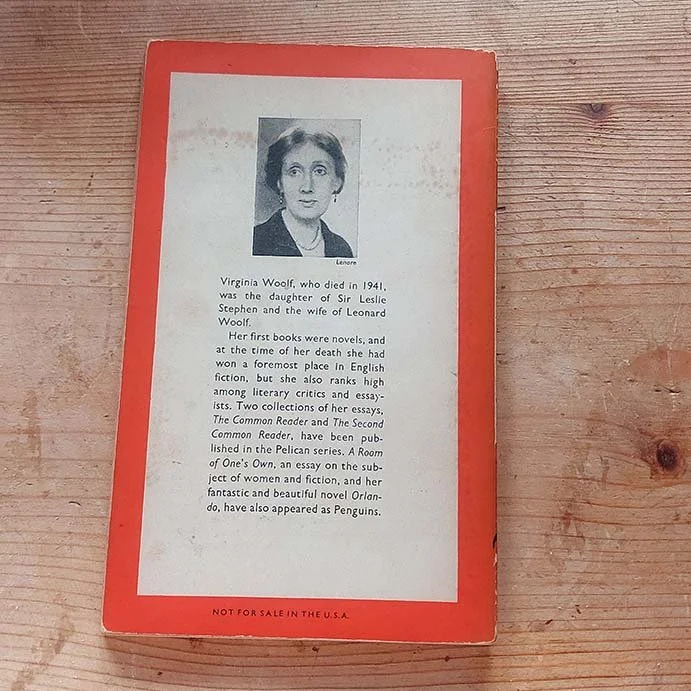 Lenare
Virginia Woolf, who died in 1941,
was the daughter of Sir Leslie
Stephen and the wife of Leonard
Woolf.
Her first books were novels, and
at the time of her death she had
won a foremost place in English
fiction, but she also ranks high
among literary critics and essay-
ists. Two collections of her essays,
The Common Reader and The Second
Common Reader, have been pub-
lished in the Pelican series. A Room
of One's Own, an essay on the sub-
ject of women and fiction, and her
fantastic and beautiful novel Orlan-
do, have also appeared as Penguins.
NOT FOR SALE IN THE U.S.A.